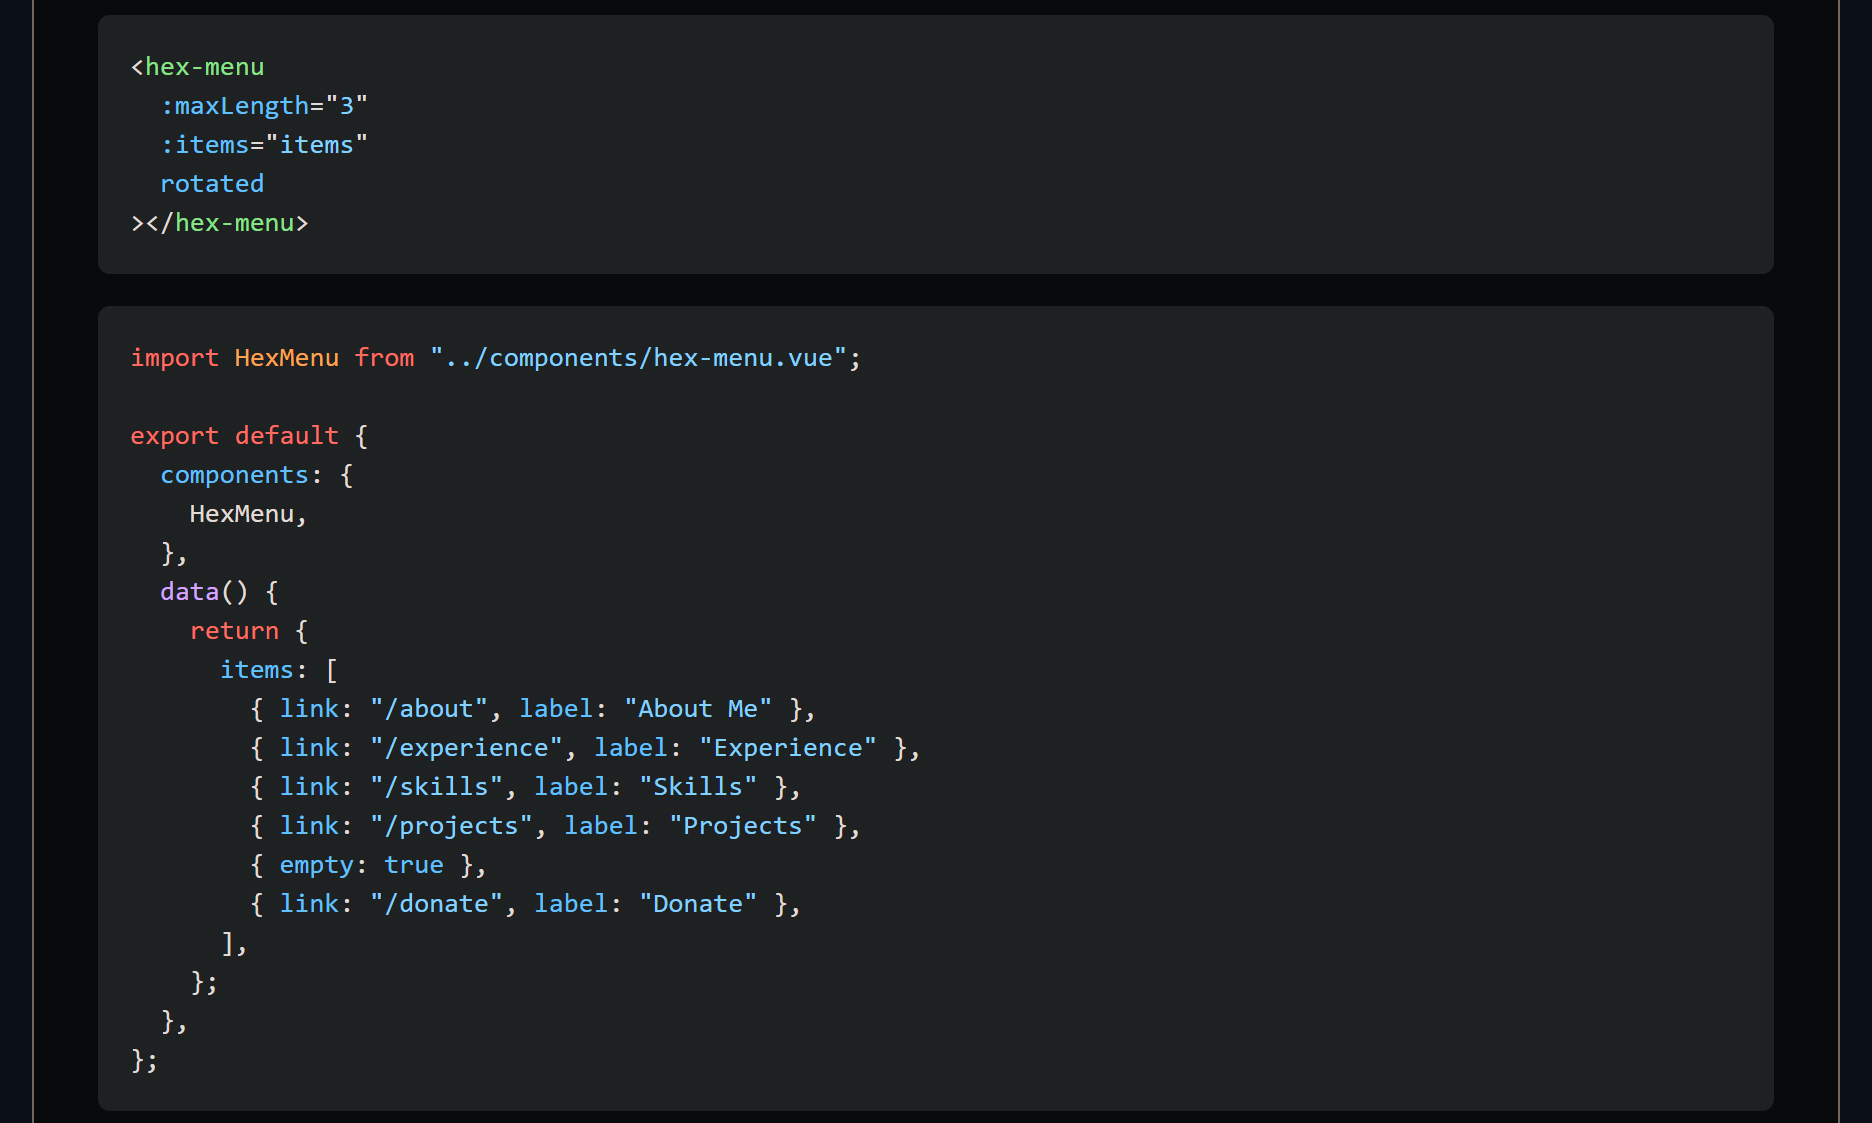 <hex-menu
  :maxLength="3"
  :items="items"
  rotated
></hex-menu>
import HexMenu from "../components/hex-menu.vue";

export default {
  components: {
    HexMenu,
  },
  data() {
    return {
      items: [
        { link: "/about", label: "About Me" },
        { link: "/experience", label: "Experience" },
        { link: "/skills", label: "Skills" },
        { link: "/projects", label: "Projects" },
        { empty: true },
        { link: "/donate", label: "Donate" },
      ],
    };
  },
};